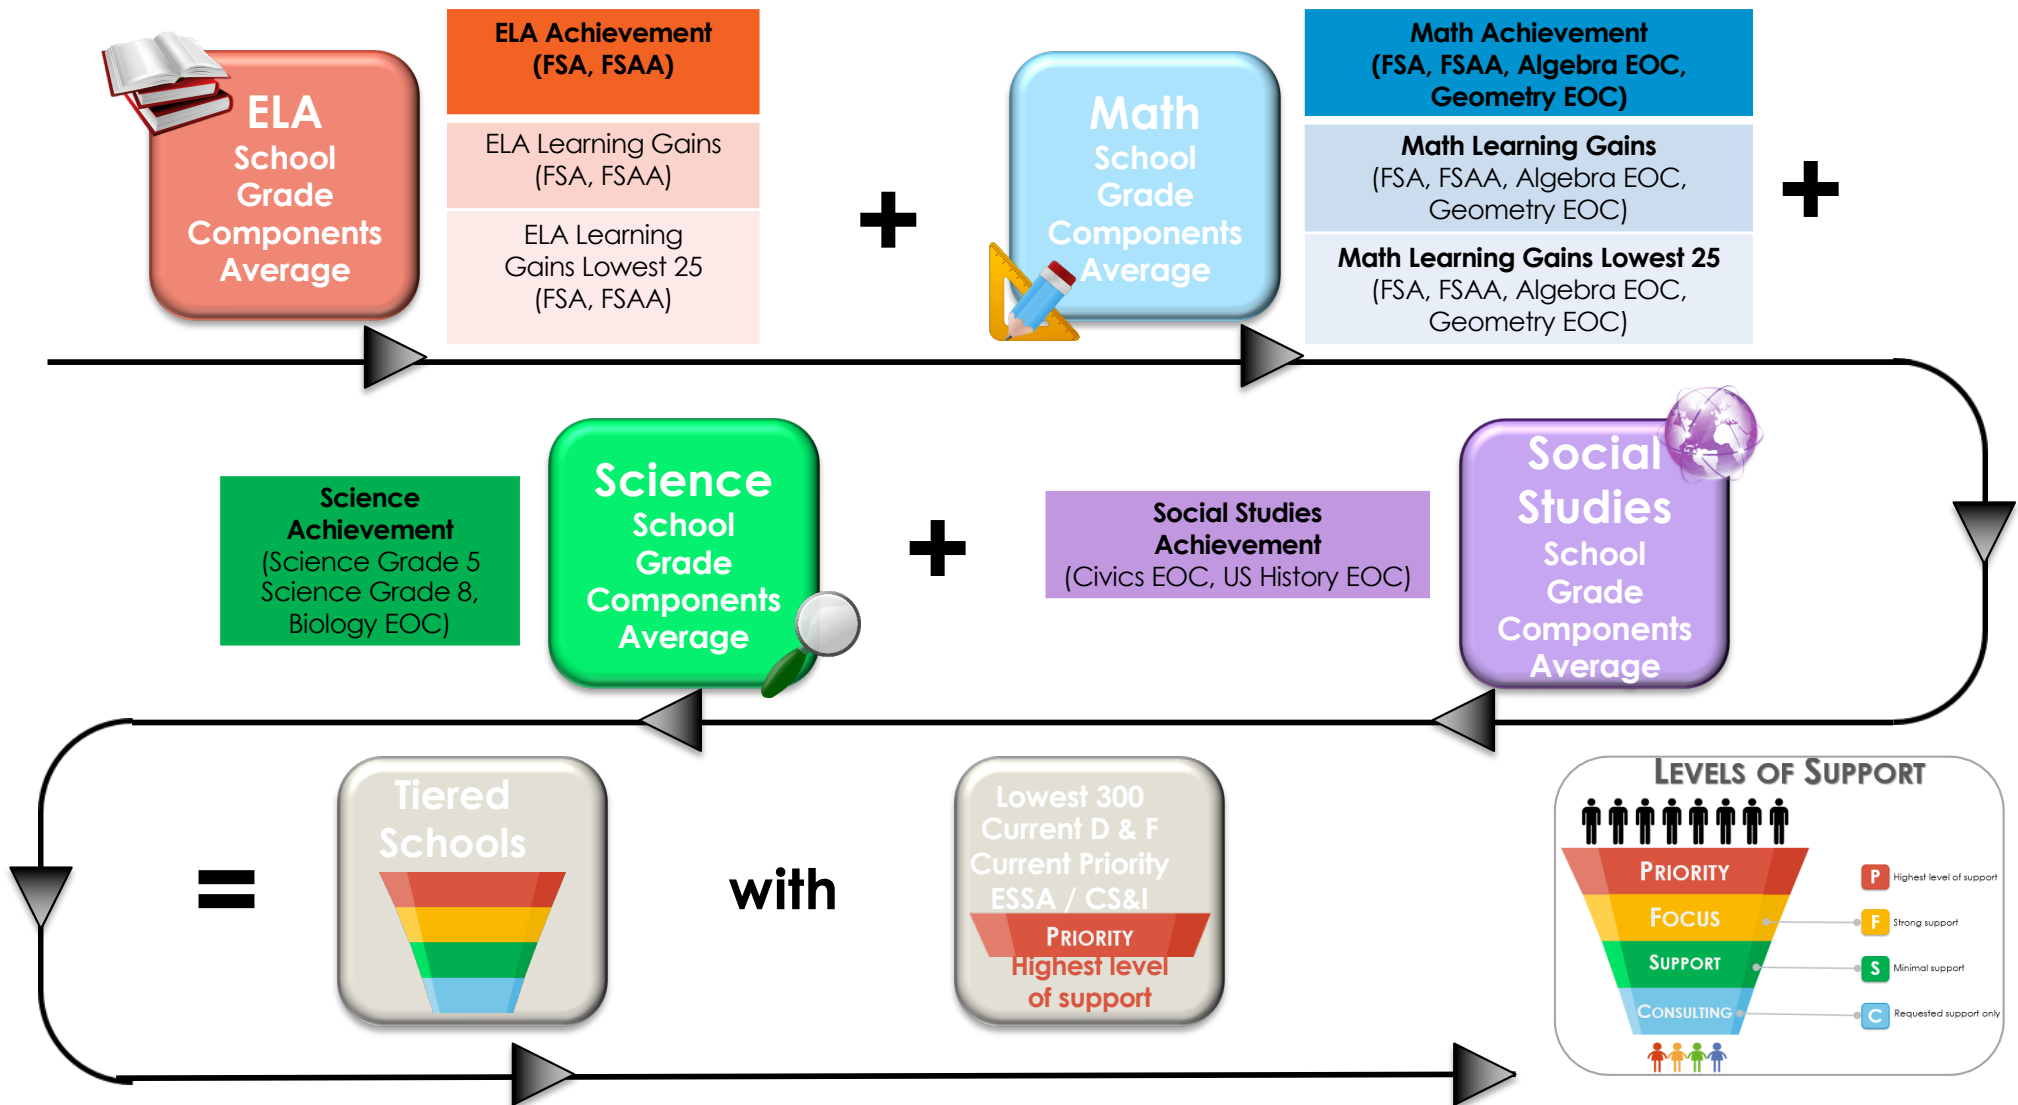 ELA
School
Grade
Components
Average
ELA Achievement
(FSA, FSAA)
ELA Learning Gains
(FSA, FSAA)
ELA Learning
Gains Lowest 25
(FSA, FSAA)
+
Math
School
Grade
Components
Average
Math Achievement
(FSA, FSAA, Algebra EOC,
Geometry EOC)
Math Learning Gains
(FSA, FSAA, Algebra EOC,
Geometry EOC)
Math Learning Gains Lowest 25
(FSA, FSAA, Algebra EOC,
Geometry EOC)
+
Social
Studies
School
Grade
Components
Average
Social Studies
Achievement
(Civics EOC, US History EOC)
+
Science
School
Grade
Components
Average
Science
Achievement
(Science Grade 5
Science Grade 8,
Biology EOC)
=
Tiered
Schools
with
Lowest 300
Current D & F
Current Priority
ESSA / CS&I
PRIORITY
Highest level
of support
LEVELS OF SUPPORT
PRIORITY
P Highest level of support
FOCUS
F Strong support
SUPPORT
S Minimal support
CONSULTING
C Requested support only